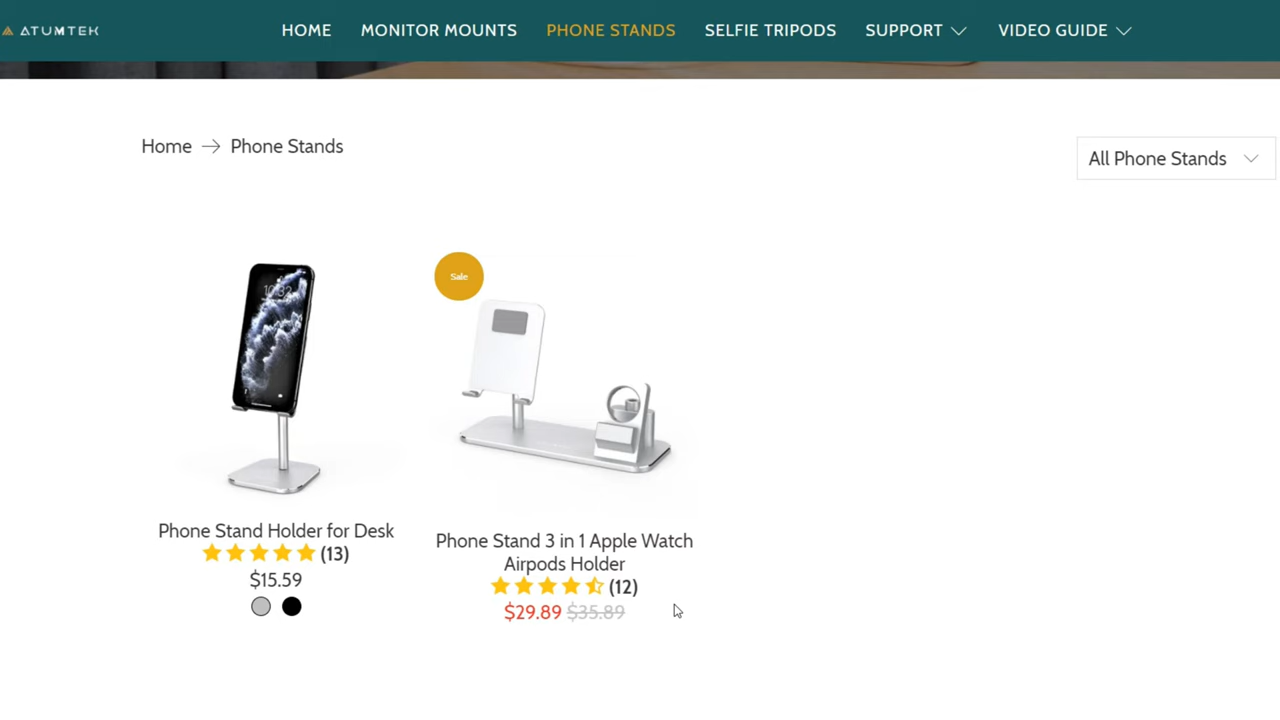 ATUMTEK
HOME MONITOR MOUNTS PHONE STANDS SELFIE TRIPODS SUPPORT VIDEO GUIDE
Home → Phone Stands
All Phone Stands
Sale
10:32
Phone Stand Holder for Desk
(13)
$15.59
Phone Stand 3 in 1 Apple Watch
Airpods Holder
(12)
$29.89 $35.89